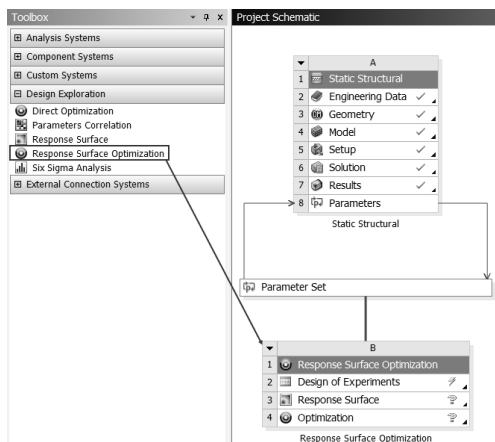 Toolbox
Analysis Systems
Component Systems
Custom Systems
Design Exploration
Direct Optimization
Parameters Correlation
Response Surface
Response Surface Optimization
Six Sigma Analysis
External Connection Systems
Project Schematic
A
1 Static Structural
2 Engineering Data
3 Geometry
4 Model
5 Setup
6 Solution
7 Results
8 Parameters
Static Structural
Parameter Set
B
1 Response Surface Optimization
2 Design of Experiments
3 Response Surface
4 Optimization
Response Surface Optimization